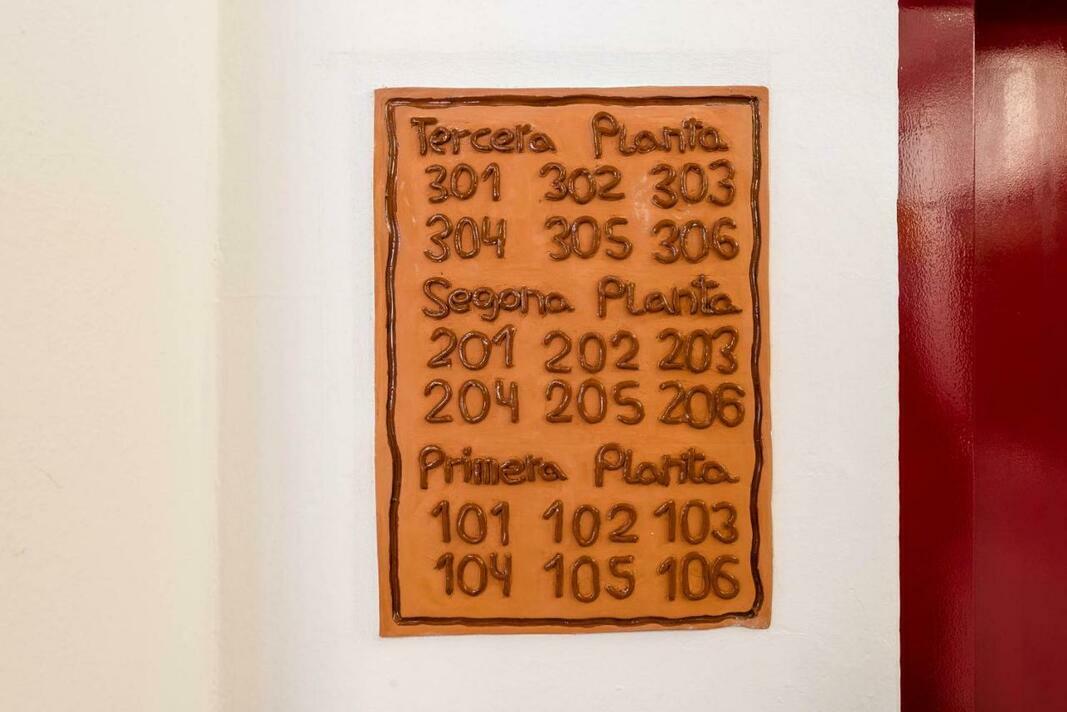 Tercera Planta
301 302 303
304 305 306
Segona Planta
201 202 203
204 205 206
Primera Planta
101 102 103
104 105 106